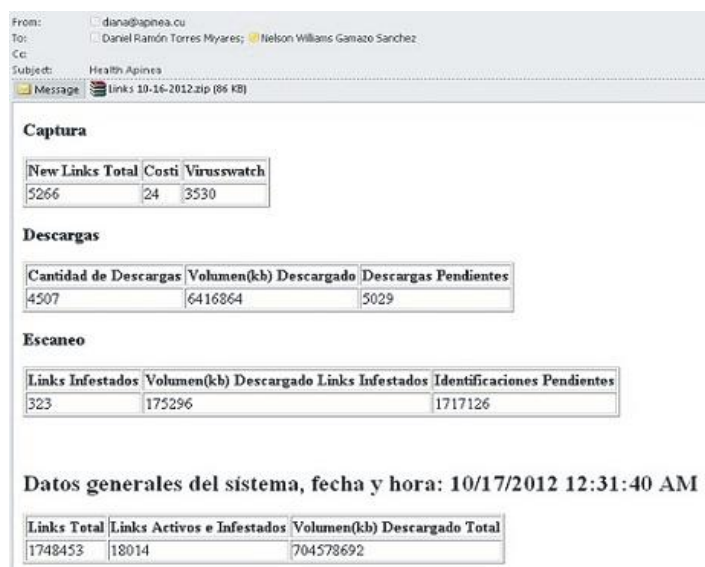 From: diana@apinea.cu
To: Daniel Ramón Torres Miyares; Nelson Williams Gamazo Sanchez
Cc:
Subject: Health Apinea
Message Links 10-16-2012.zip (86 KB)
Captura
New Links Total Costi Virusswatch
5266 24 3530
Descargas
Cantidad de Descargas Volumen(kb) Descargado Descargas Pendientes
4507 6416864 5029
Escaneo
Links Infestados Volumen(kb) Descargado Links Infestados Identificaciones Pendientes
323 175296 1717126
Datos generales del sístema, fecha y hora: 10/17/2012 12:31:40 AM
Links Total Links Activos e Infestados Volumen(kb) Descargado Total
1748453 18014 704578692